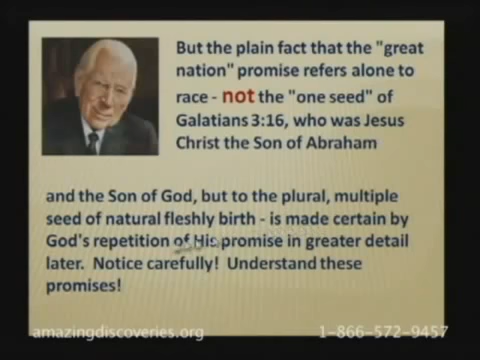 But the plain fact that the "great
nation" promise refers alone to
race - not the "one seed" of
Galatians 3:16, who was Jesus
Christ the Son of Abraham
and the Son of God, but to the plural, multiple
seed of natural fleshly birth - is made certain by
God's repetition of His promise in greater detail
later. Notice carefully! Understand these
promises!
amazingdiscoveries.org 1-866-572-9457